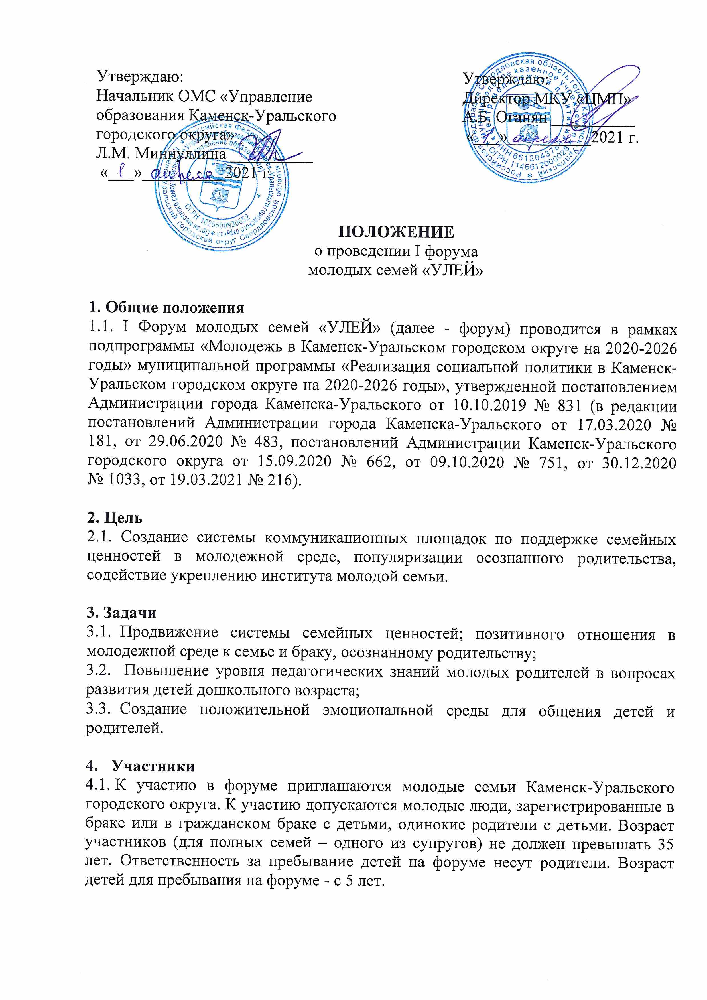 Утверждаю:
Начальник ОМС «Управление
образования Каменск-Уральского
городского округа»
Л.М. Миннуллина __________
«_1_» апреля 2021 г.
Утверждаю:
Директор МКУ «ЦМП»
А.Б. Оганян __________
«_1_» апреля 2021 г.
ПОЛОЖЕНИЕ
о проведении I форума
молодых семей «УЛЕЙ»
1. Общие положения
1.1. I Форум молодых семей «УЛЕЙ» (далее - форум) проводится в рамках
подпрограммы «Молодежь в Каменск-Уральском городском округе на 2020-2026
годы» муниципальной программы «Реализация социальной политики в Каменск-
Уральском городском округе на 2020-2026 годы», утвержденной постановлением
Администрации города Каменска-Уральского от 10.10.2019 № 831 (в редакции
постановлений Администрации города Каменска-Уральского от 17.03.2020 №
181, от 29.06.2020 № 483, постановлений Администрации Каменск-Уральского
городского округа от 15.09.2020 № 662, от 09.10.2020 № 751, от 30.12.2020
№ 1033, от 19.03.2021 № 216).
2. Цель
2.1. Создание системы коммуникационных площадок по поддержке семейных
ценностей в молодежной среде, популяризации осознанного родительства,
содействие укреплению института молодой семьи.
3. Задачи
3.1. Продвижение системы семейных ценностей; позитивного отношения в
молодежной среде к семье и браку, осознанному родительству;
3.2. Повышение уровня педагогических знаний молодых родителей в вопросах
развития детей дошкольного возраста;
3.3. Создание положительной эмоциональной среды для общения детей и
родителей.
4. Участники
4.1. К участию в форуме приглашаются молодые семьи Каменск-Уральского
городского округа. К участию допускаются молодые люди, зарегистрированные в
браке или в гражданском браке с детьми, одинокие родители с детьми. Возраст
участников (для полных семей – одного из супругов) не должен превышать 35
лет. Ответственность за пребывание детей на форуме несут родители. Возраст
детей для пребывания на форуме - с 5 лет.